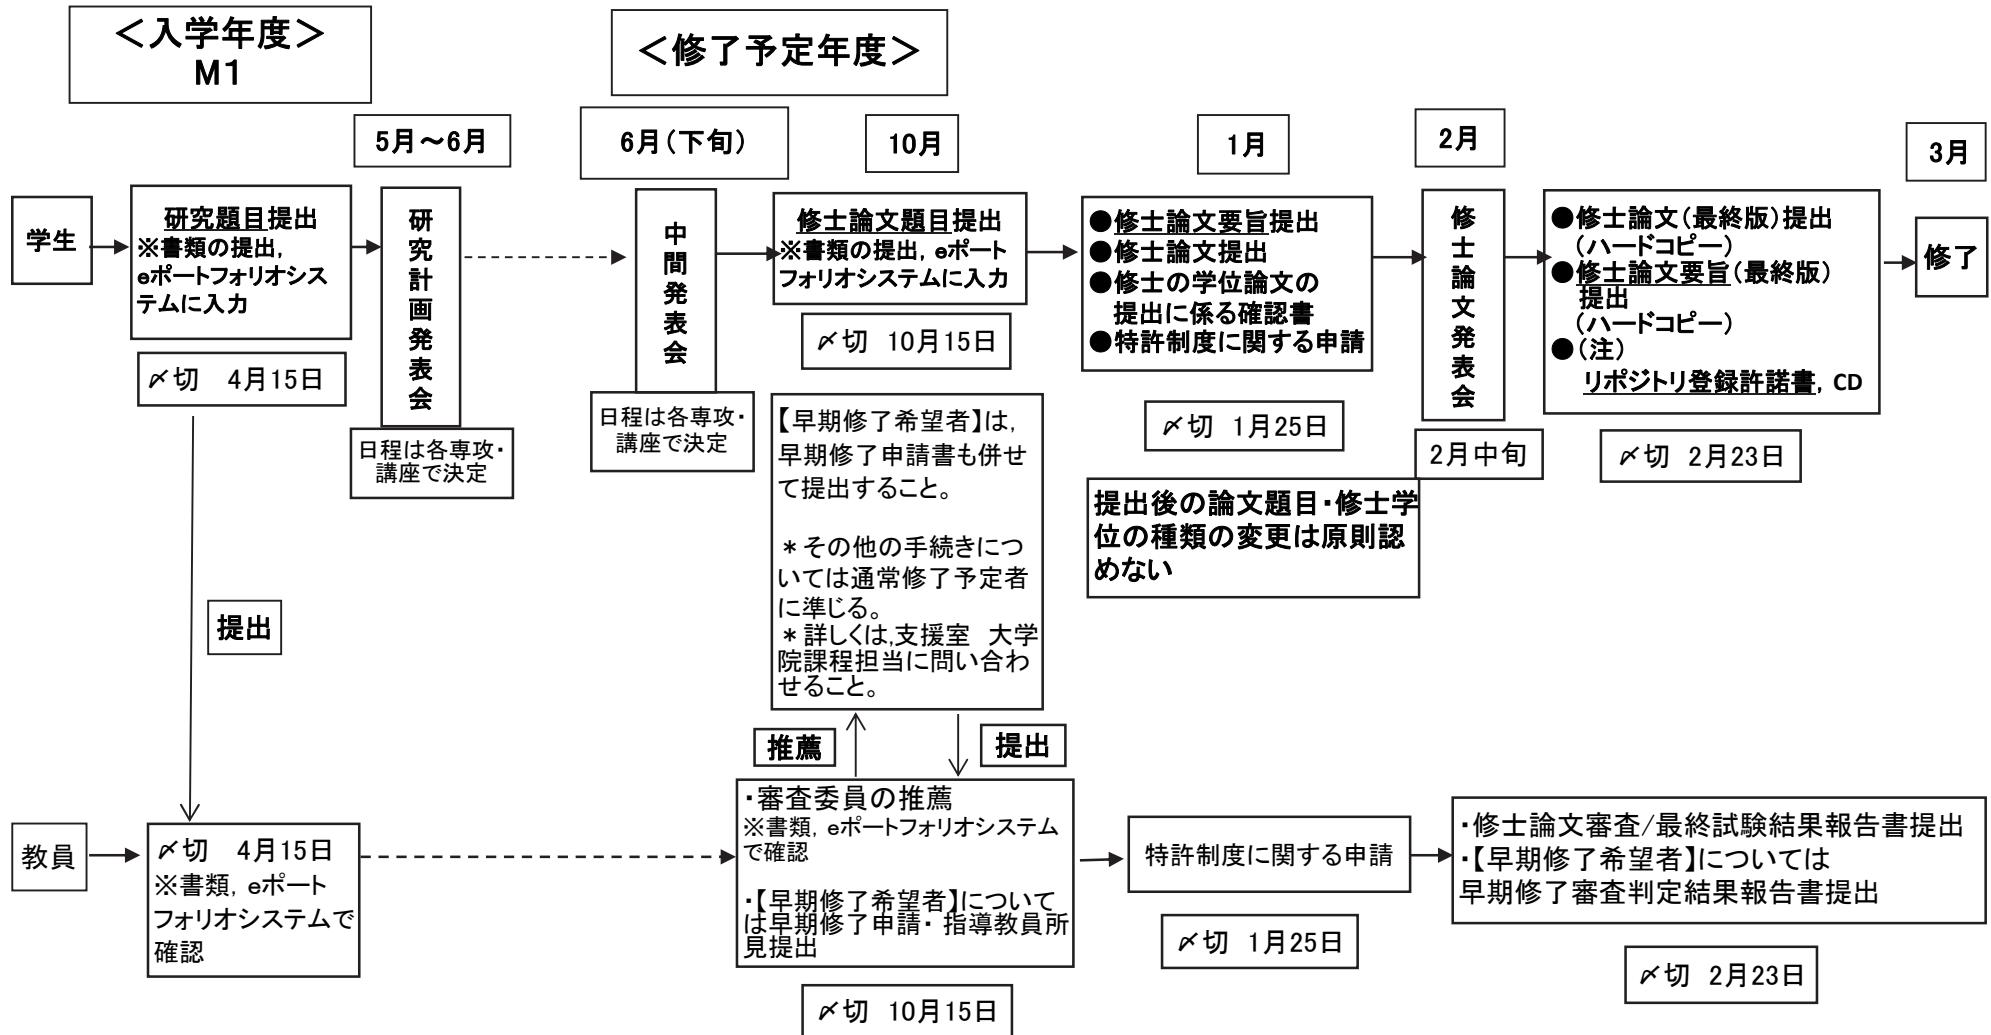 ＜入学年度＞
M1
＜修了予定年度＞
5月～6月
6月（下旬）
10月
1月
2月
3月
学生
研究題目提出
※書類の提出，
eポートフォリオシス
テムに入力
〆切　4月15日
研究計画発表会
日程は各専攻・
講座で決定
中間発表会
日程は各専攻・
講座で決定
修士論文題目提出
※書類の提出，eポート
フォリオシステムに入力
〆切　10月15日
【早期修了希望者】は，
早期修了申請書も併せ
て提出すること。
＊その他の手続きにつ
いては通常修了予定者
に準じる。
＊詳しくは，支援室　大学
院課程担当に問い合わ
せること。
●修士論文要旨提出
●修士論文提出
●修士の学位論文の
提出に係る確認書
●特許制度に関する申請
〆切　1月25日
提出後の論文題目・修士学
位の種類の変更は原則認
めない
修士論文発表会
2月中旬
●修士論文（最終版）提出
（ハードコピー）
●修士論文要旨（最終版）
提出
（ハードコピー）
●（注）
リポジトリ登録許諾書，CD
〆切　2月23日
修了
提出
推薦
提出
教員
〆切　4月15日
※書類，eポート
フォリオシステムで
確認
・審査委員の推薦
※書類，eポートフォリオシステム
で確認
・【早期修了希望者】について
は早期修了申請・ 指導教員所
見提出
〆切　10月15日
特許制度に関する申請
〆切　1月25日
・修士論文審査/最終試験結果報告書提出
・【早期修了希望者】については
早期修了審査判定結果報告書提出
〆切　2月23日